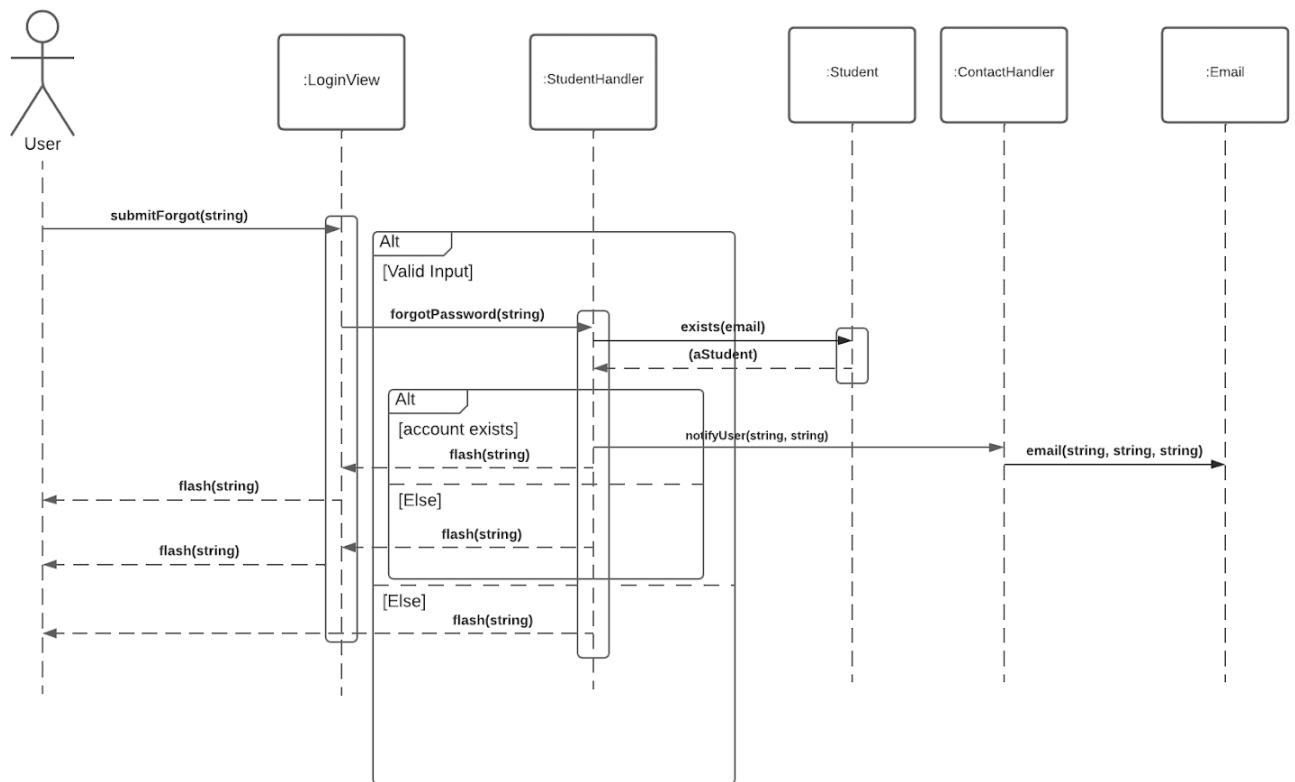 User
:LoginView
:StudentHandler
:Student
:ContactHandler
:Email
submitForgot(string)
Alt
[Valid Input]
forgotPassword(string)
exists(email)
(aStudent)
Alt
[account exists]
notifyUser(string, string)
flash(string)
email(string, string, string)
flash(string)
[Else]
flash(string)
flash(string)
[Else]
flash(string)